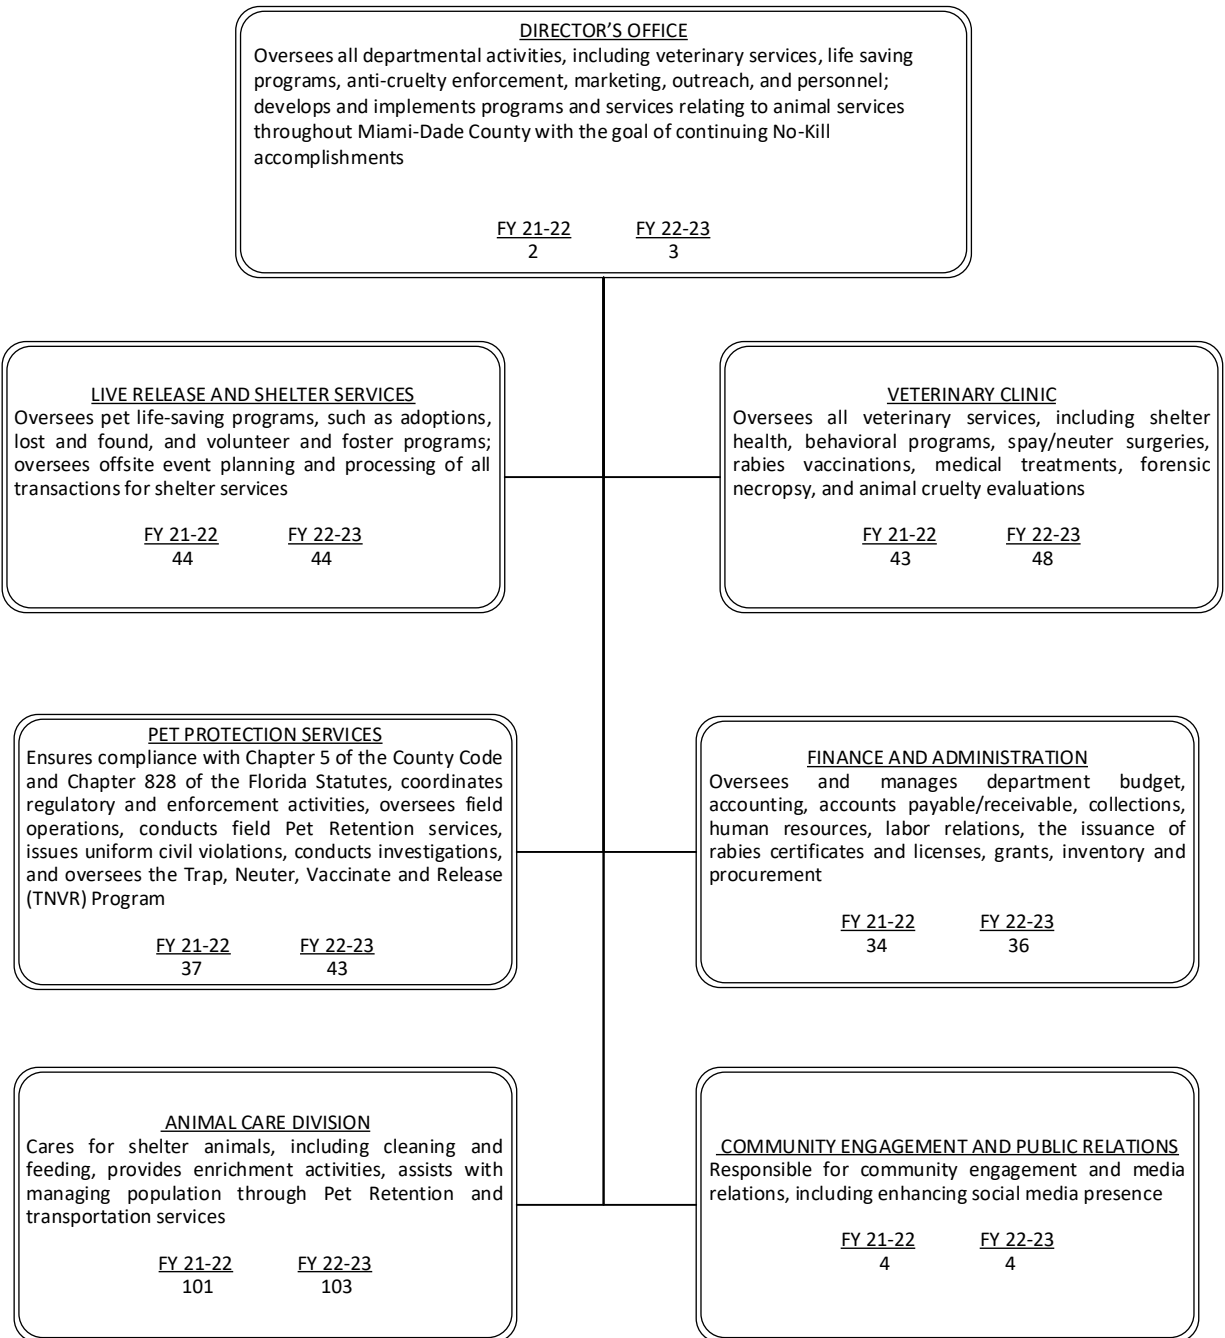 DIRECTOR'S OFFICE
Oversees all departmental activities, including veterinary services, life saving
programs, anti-cruelty enforcement, marketing, outreach, and personnel;
develops and implements programs and services relating to animal services
throughout Miami-Dade County with the goal of continuing No-Kill
accomplishments
FY 21-22 FY 22-23
2 3
LIVE RELEASE AND SHELTER SERVICES
Oversees pet life-saving programs, such as adoptions,
lost and found, and volunteer and foster programs;
oversees offsite event planning and processing of all
transactions for shelter services
FY 21-22 FY 22-23
44 44
VETERINARY CLINIC
Oversees all veterinary services, including shelter
health, behavioral programs, spay/neuter surgeries,
rabies vaccinations, medical treatments, forensic
necropsy, and animal cruelty evaluations
FY 21-22 FY 22-23
43 48
PET PROTECTION SERVICES
Ensures compliance with Chapter 5 of the County Code
and Chapter 828 of the Florida Statutes, coordinates
regulatory and enforcement activities, oversees field
operations, conducts field Pet Retention services,
issues uniform civil violations, conducts investigations,
and oversees the Trap, Neuter, Vaccinate and Release
(TNVR) Program
FY 21-22 FY 22-23
37 43
FINANCE AND ADMINISTRATION
Oversees and manages department budget,
accounting, accounts payable/receivable, collections,
human resources, labor relations, the issuance of
rabies certificates and licenses, grants, inventory and
procurement
FY 21-22 FY 22-23
34 36
ANIMAL CARE DIVISION
Cares for shelter animals, including cleaning and
feeding, provides enrichment activities, assists with
managing population through Pet Retention and
transportation services
FY 21-22 FY 22-23
101 103
COMMUNITY ENGAGEMENT AND PUBLIC RELATIONS
Responsible for community engagement and media
relations, including enhancing social media presence
FY 21-22 FY 22-23
4 4